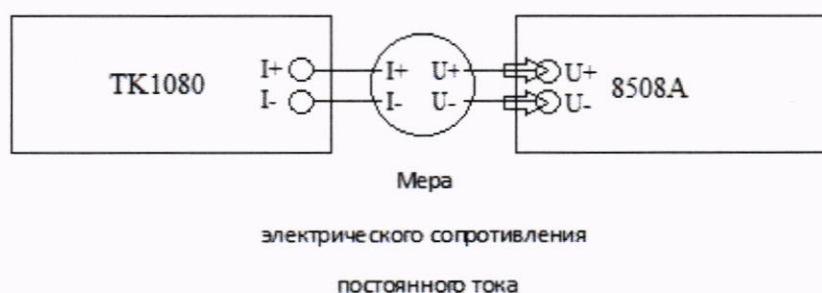 TK1080
I+
I-
I+ U+
I- U-
U+
U-
8508A
Мера
электрического сопротивления
постоянного тока